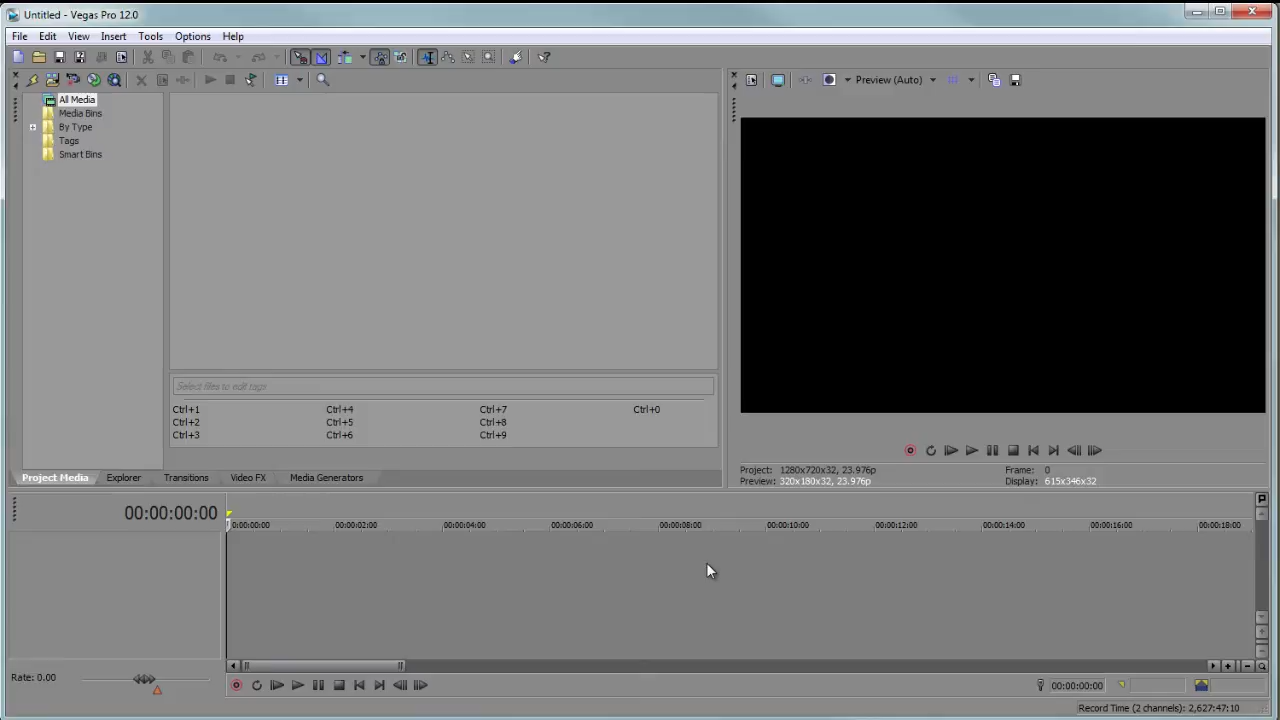 Untitled - Vegas Pro 12.0
File Edit View Insert Tools Options Help
Preview (Auto)
All Media
Media Bins
By Type
Tags
Smart Bins
Select files to edit tags
Ctrl+1 Ctrl+4 Ctrl+7 Ctrl+0
Ctrl+2 Ctrl+5 Ctrl+8
Ctrl+3 Ctrl+6 Ctrl+9
Project Media Explorer Transitions Video FX Media Generators
Project: 1280x720x32, 23.976p Frame: 0
Preview: 320x180x32, 23.976p Display: 615x346x32
00:00:00:00
0:00:00:00 00:00:02:00 00:00:04:00 00:00:06:00 00:00:08:00 00:00:10:00 00:00:12:00 00:00:14:00 00:00:16:00 00:00:18:00
Rate: 0.00
00:00:00:00
Record Time (2 channels): 2,627:47:10